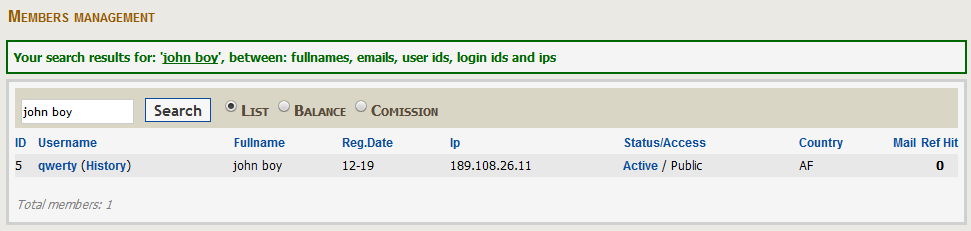 Members management
Your search results for: 'john boy', between: fullnames, emails, user ids, login ids and ips
john boy Search List Balance Comission
ID Username Fullname Reg.Date Ip Status/Access Country Mail Ref Hit
5 qwerty (History) john boy 12-19 189.108.26.11 Active / Public AF 0
Total members: 1